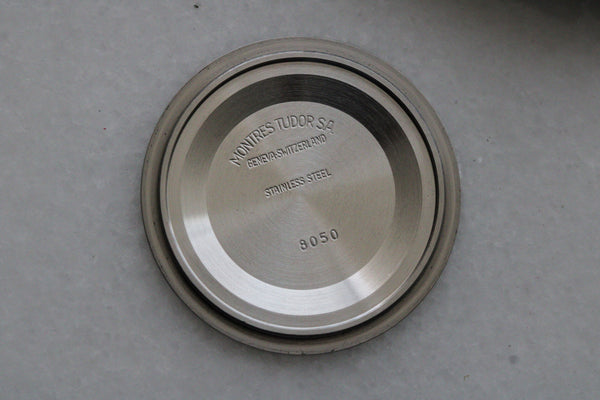 MONTRES TUDOR S.A.
GENEVA·SWITZERLAND
STAINLESS STEEL
8050